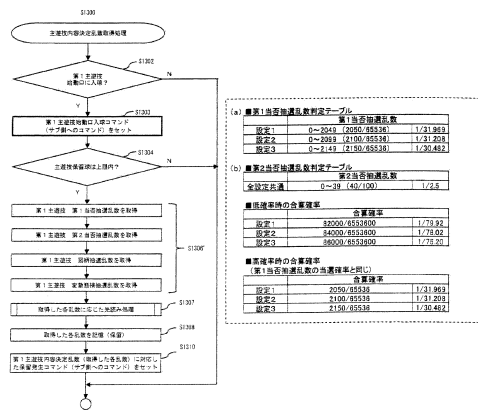 S1300
主遊技内容決定乱数取得処理
S1302
第1主遊技
始動口に入球?
N
Y
S1303
第1主遊技始動口入球コマンド
(サブ側へのコマンド)をセット
S1304
主遊技保留球は上限内?
N
Y
第1主遊技 第1当否抽選乱数を取得
第1主遊技 第2当否抽選乱数を取得
第1主遊技 図柄抽選乱数を取得
第1主遊技 変動態様抽選乱数を取得
S1306'
S1307
取得した各乱数に応じた先読み処理
S1308
取得した各乱数を記憶(保留)
S1310
第1主遊技内容決定乱数(取得した各乱数)に対応し
た保留発生コマンド(サブ側へのコマンド)をセット
(a) ■第1当否抽選乱数判定テーブル
第1当否抽選乱数
設定1 0~2049 (2050/65536) 1/31.969
設定2 0~2099 (2100/65536) 1/31.208
設定3 0~2149 (2150/65536) 1/30.482
(b) ■第2当否抽選乱数判定テーブル
第2当否抽選乱数
全設定共通 0~39 (40/100) 1/2.5
■低確率時の合算確率
合算確率
設定1 82000/6553600 1/79.92
設定2 84000/6553600 1/78.02
設定3 86000/6553600 1/76.20
■高確率時の合算確率
(第1当否抽選乱数の当選確率と同じ)
合算確率
設定1 2050/65536 1/31.969
設定2 2100/65536 1/31.208
設定3 2150/65536 1/30.482